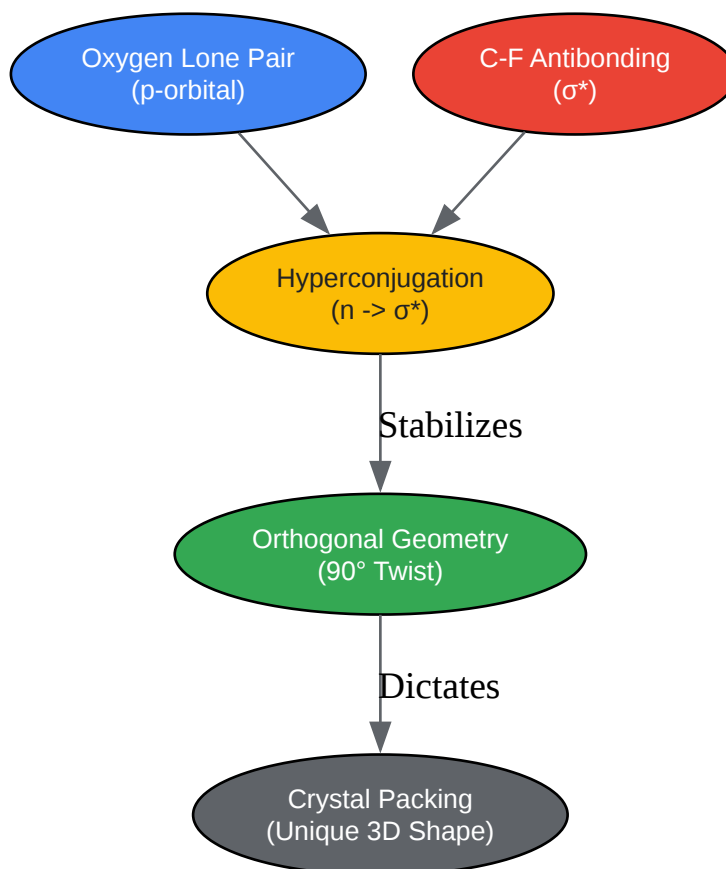 Oxygen Lone Pair
(p-orbital)
C-F Antibonding
(σ*)
Hyperconjugation
(n -> σ*)
Stabilizes
Orthogonal Geometry
(90° Twist)
Dictates
Crystal Packing
(Unique 3D Shape)